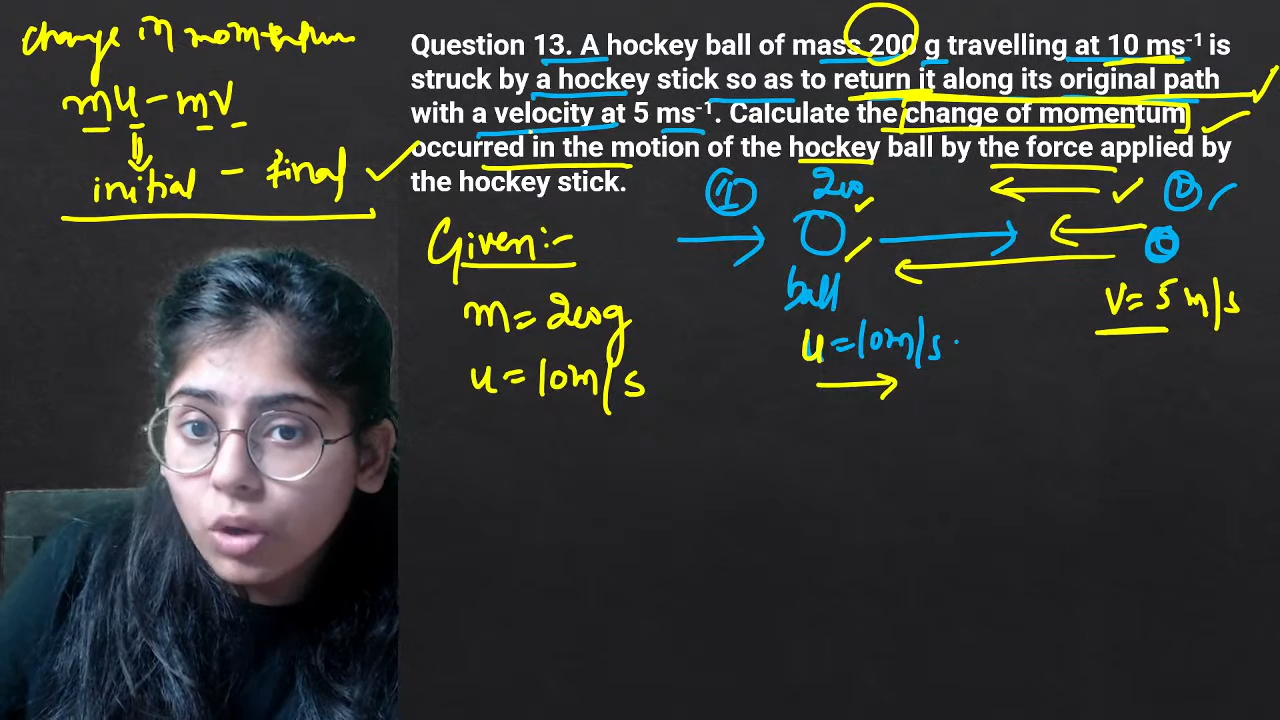 change in momentum
mu - mv
initial - final
Question 13. A hockey ball of mass 200 g travelling at 10 ms⁻¹ is
struck by a hockey stick so as to return it along its original path
with a velocity at 5 ms⁻¹. Calculate the change of momentum
occurred in the motion of the hockey ball by the force applied by
the hockey stick.
Given:-
m = 200g
u = 10m/s
200
ball
u = 10m/s
v = 5 m/s